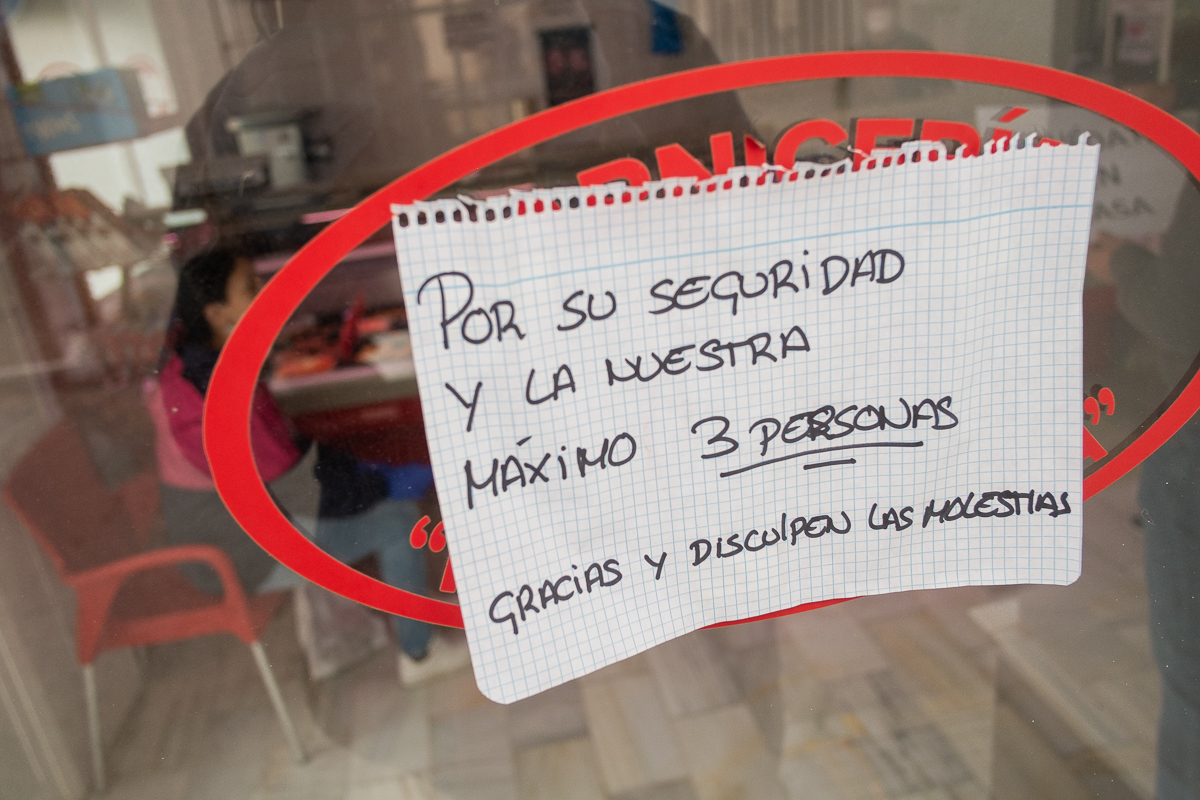 POR SU SEGURIDAD
Y LA NUESTRA
MÁXIMO 3 PERSONAS
GRACIAS Y DISCULPEN LAS MOLESTIAS